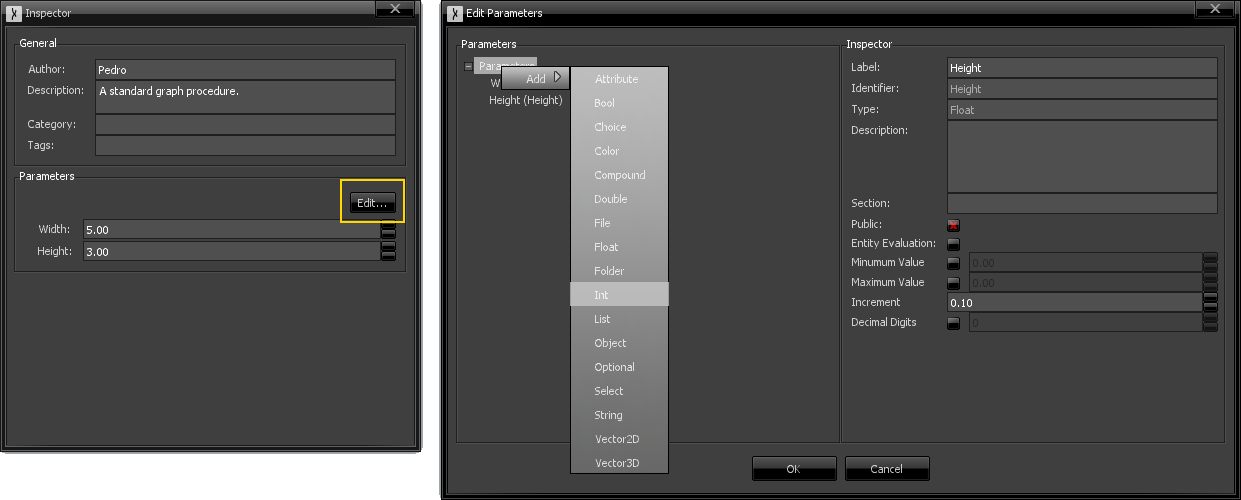 Inspector
General
Author: Pedro
Description: A standard graph procedure.
Category:
Tags:
Parameters
Edit...
Width: 5.00
Height: 3.00
Edit Parameters
Parameters
Parameters
Add
W
Height (Height)
Attribute
Bool
Choice
Color
Compound
Double
File
Float
Folder
Int
List
Object
Optional
Select
String
Vector2D
Vector3D
Inspector
Label: Height
Identifier: Height
Type: Float
Description:
Section:
Public:
Entity Evaluation:
Minimum Value 0.00
Maximum Value 0.00
Increment 0.10
Decimal Digits 0
OK
Cancel